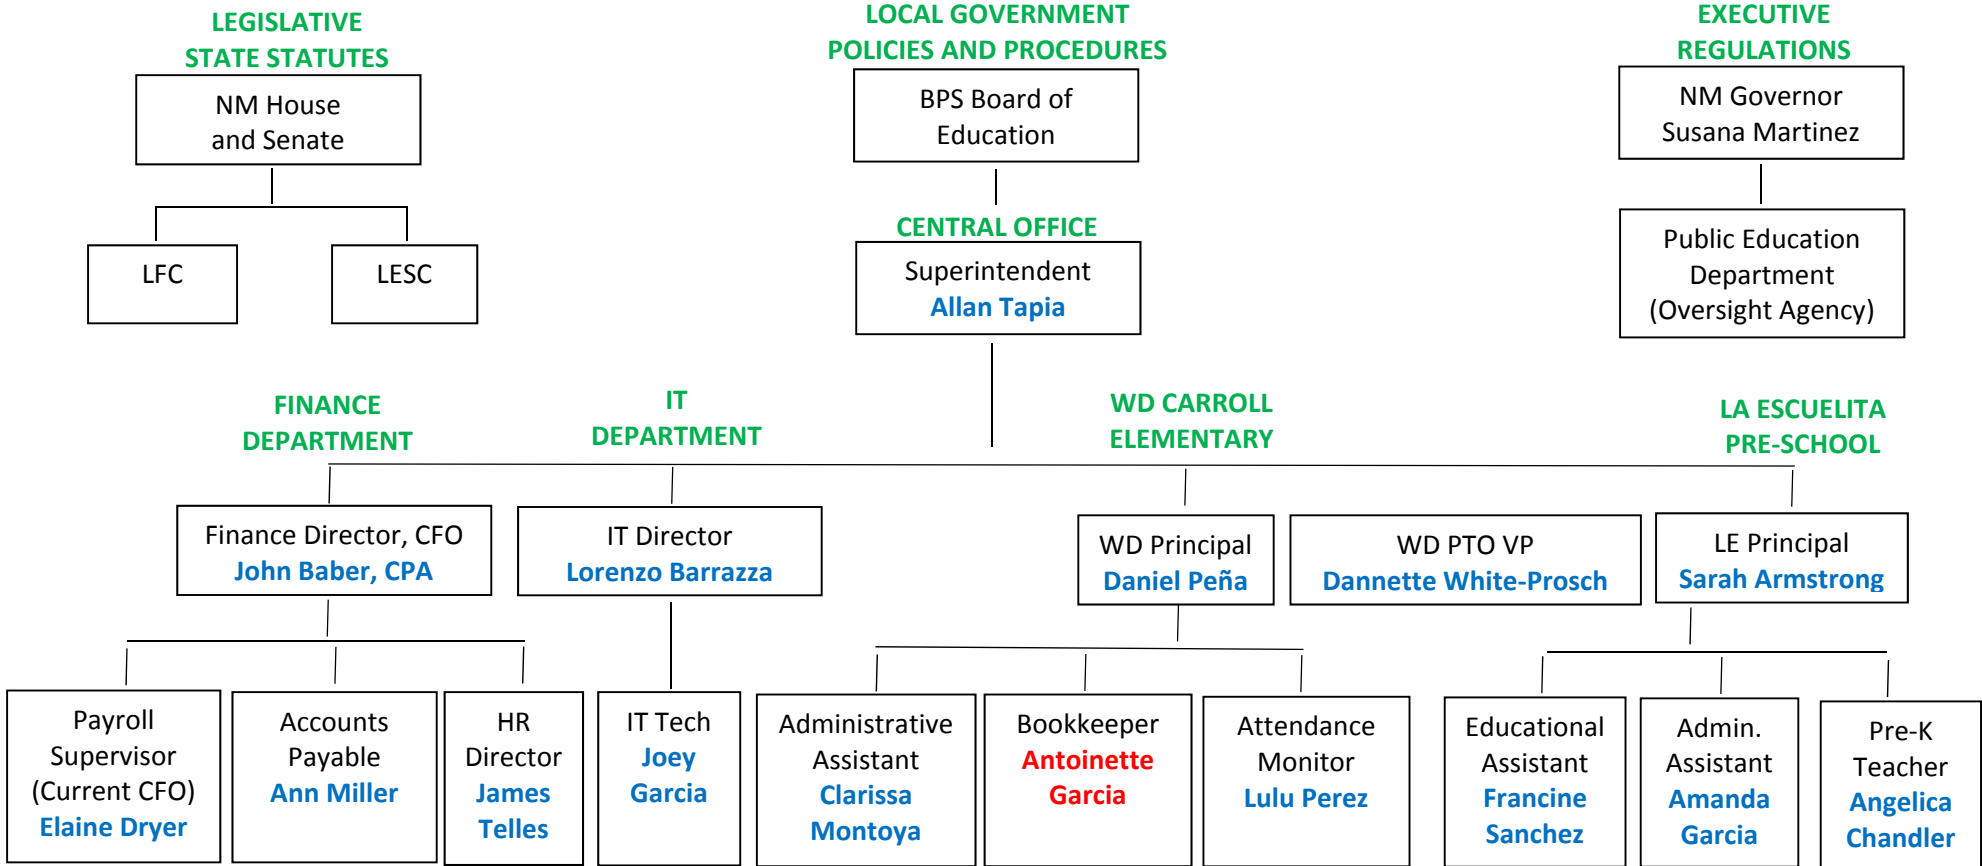 LEGISLATIVE
STATE STATUTES
LOCAL GOVERNMENT
POLICIES AND PROCEDURES
EXECUTIVE
REGULATIONS
NM House
and Senate
BPS Board of
Education
NM Governor
Susana Martinez
LFC
LESC
CENTRAL OFFICE
Superintendent
Allan Tapia
Public Education
Department
(Oversight Agency)
FINANCE
DEPARTMENT
IT
DEPARTMENT
WD CARROLL
ELEMENTARY
LA ESCUELITA
PRE-SCHOOL
Finance Director, CFO
John Baber, CPA
IT Director
Lorenzo Barrazza
WD Principal
Daniel Peña
WD PTO VP
Dannette White-Prosch
LE Principal
Sarah Armstrong
Payroll
Supervisor
(Current CFO)
Elaine Dryer
Accounts
Payable
Ann Miller
HR
Director
James
Telles
IT Tech
Joey
Garcia
Administrative
Assistant
Clarissa
Montoya
Bookkeeper
Antoinette
Garcia
Attendance
Monitor
Lulu Perez
Educational
Assistant
Francine
Sanchez
Admin.
Assistant
Amanda
Garcia
Pre-K
Teacher
Angelica
Chandler